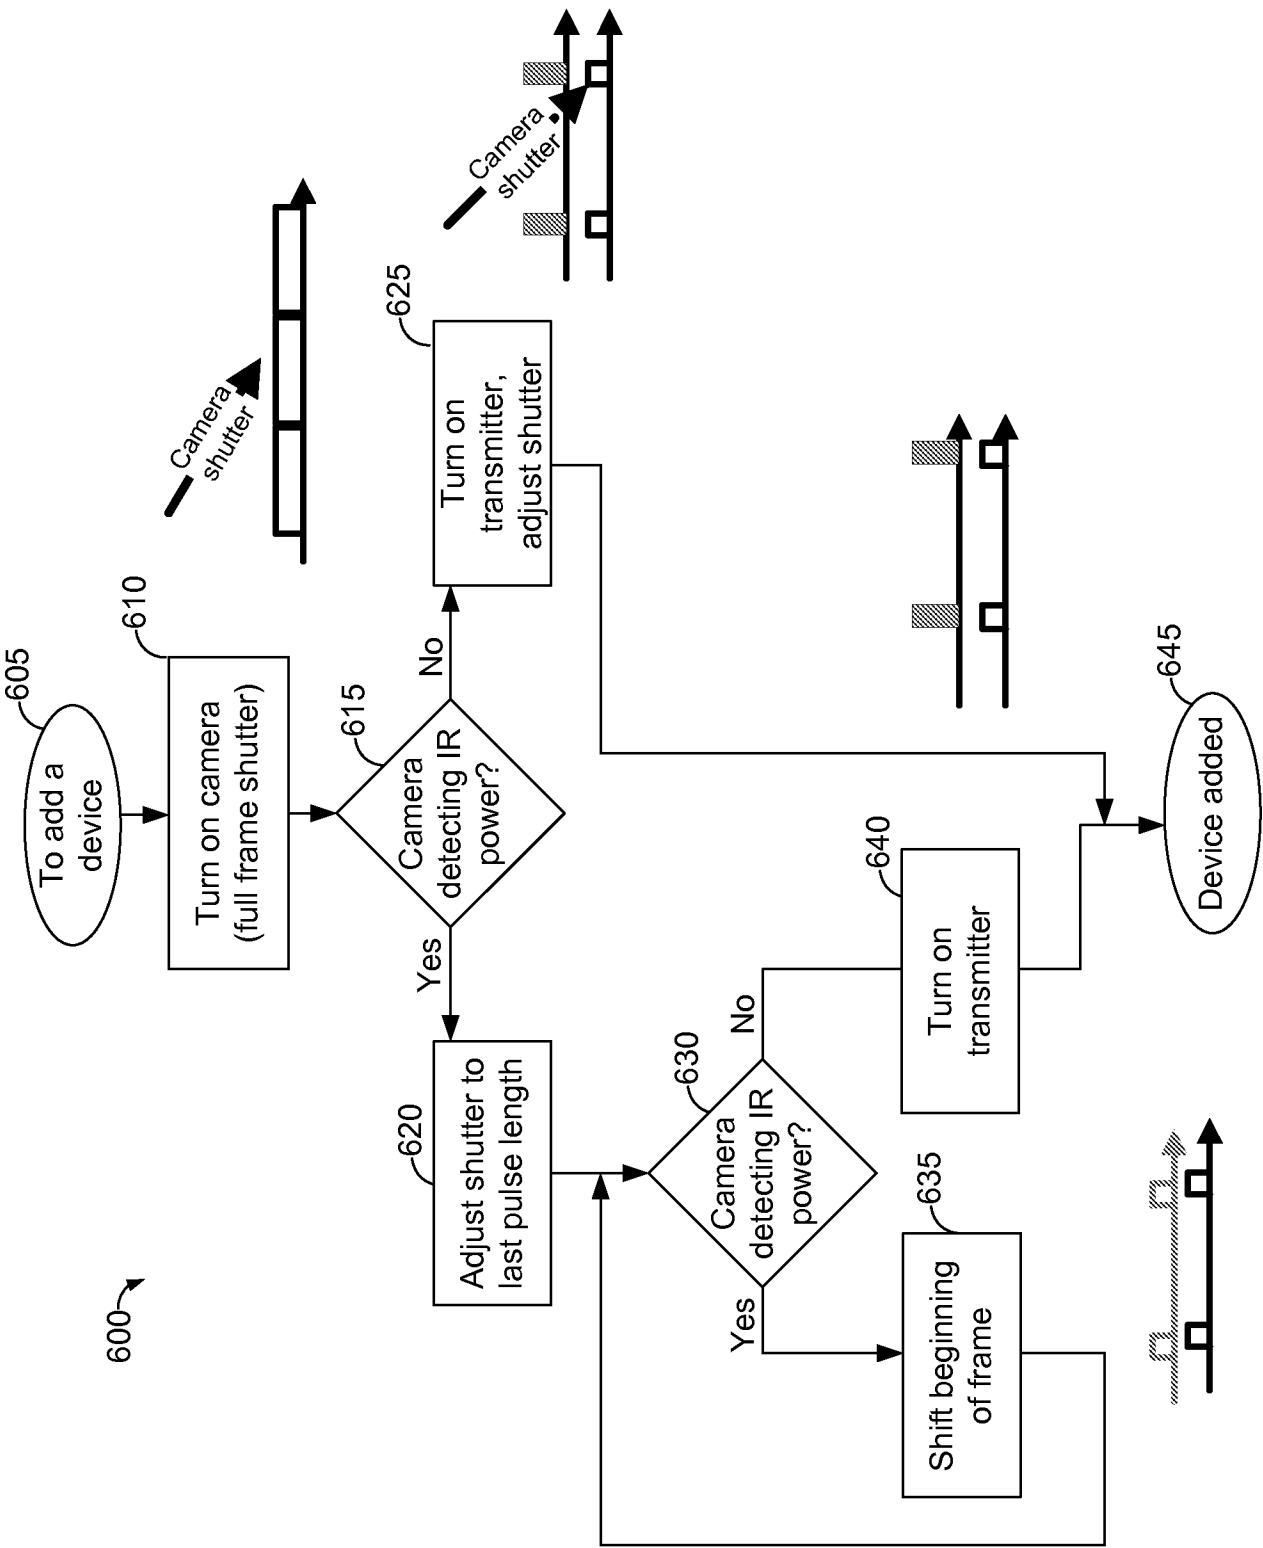 600
605
To add a
device
610
Turn on camera
(full frame shutter)
Camera
shutter
615
Camera
detecting IR
power?
Yes
No
620
Adjust shutter to
last pulse length
625
Turn on
transmitter,
adjust shutter
Camera
shutter
630
Camera
detecting IR
power?
Yes
No
635
Shift beginning
of frame
640
Turn on
transmitter
645
Device added